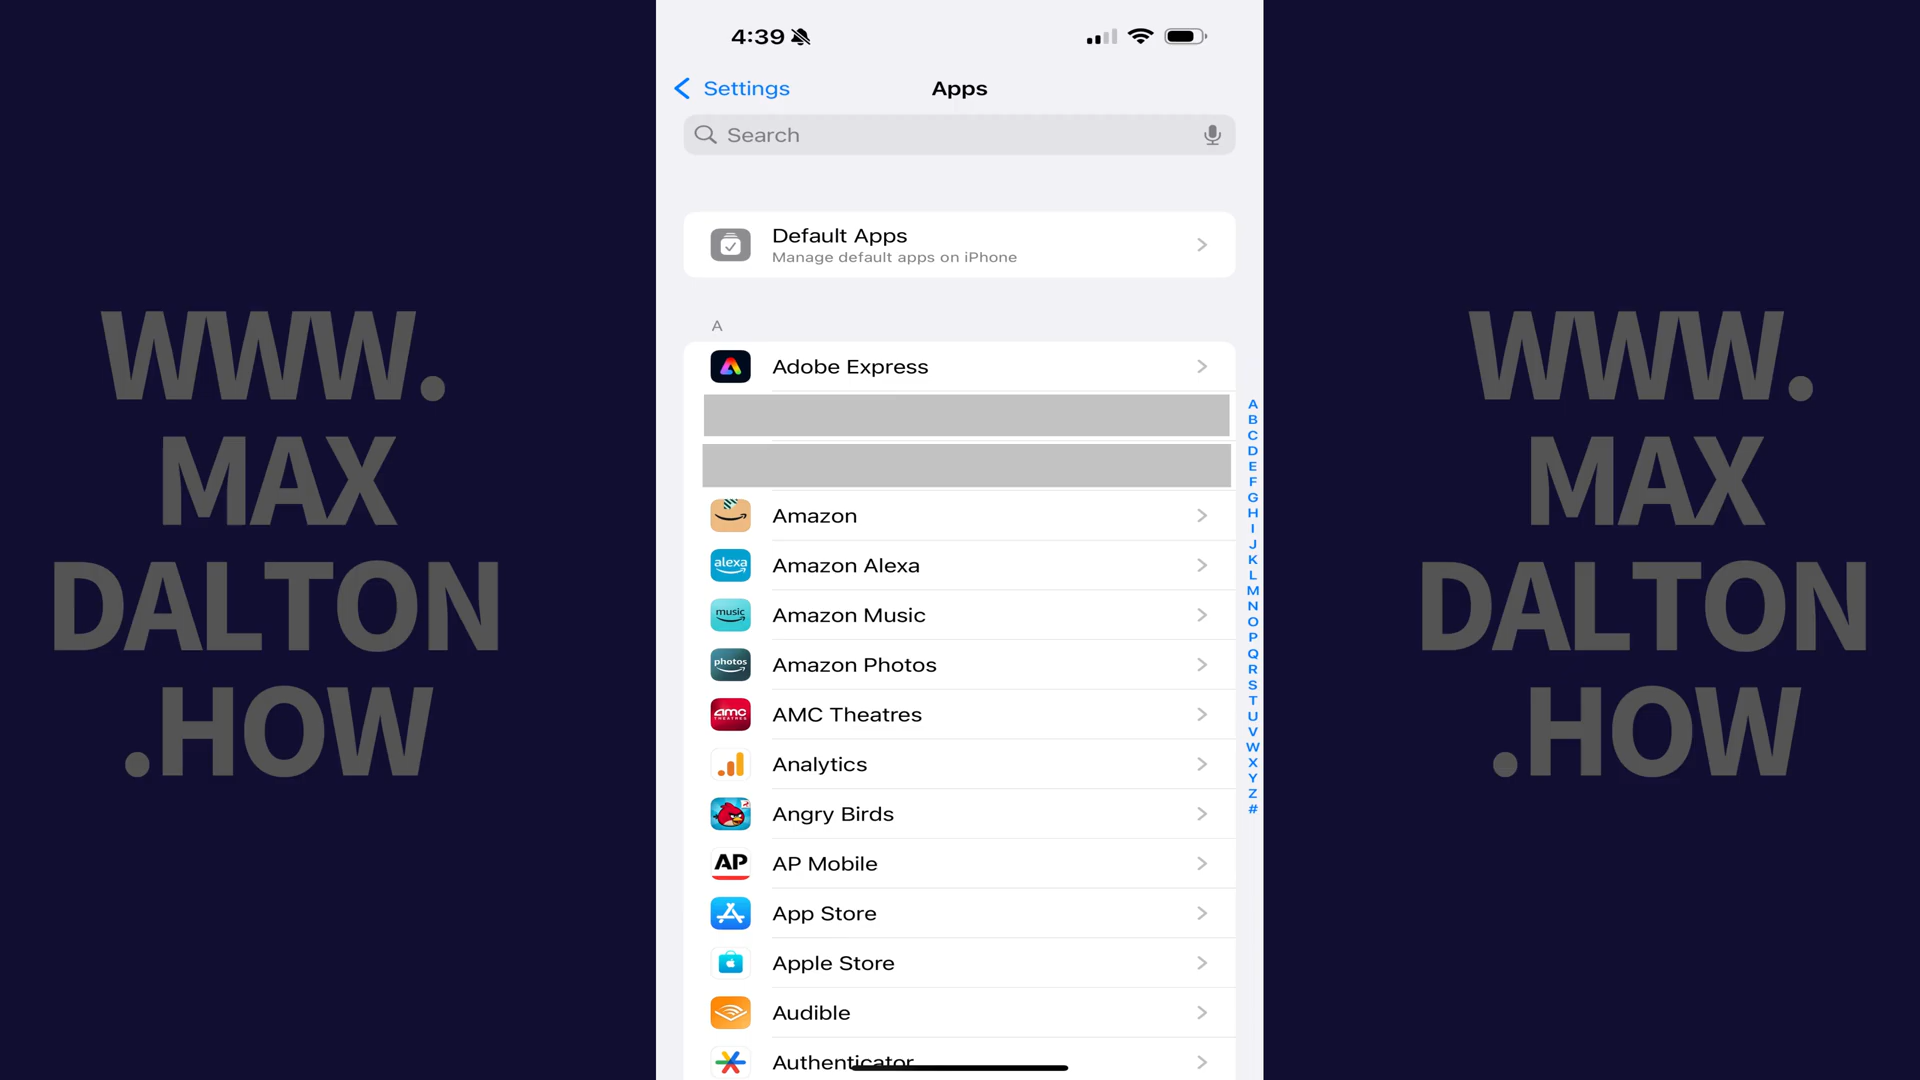 WWW.
MAX
DALTON
.HOW
4:39
Settings
Apps
Search
Default Apps
Manage default apps on iPhone
A
Adobe Express
Amazon
alexa
Amazon Alexa
music
Amazon Music
photos
Amazon Photos
amc
THEATRES
AMC Theatres
Analytics
Angry Birds
AP
AP Mobile
App Store
Apple Store
Audible
Authenticator
A
B
C
D
E
F
G
H
I
J
K
L
M
N
O
P
Q
R
S
T
U
V
W
X
Y
Z
#
WWW.
MAX
DALTON
.HOW